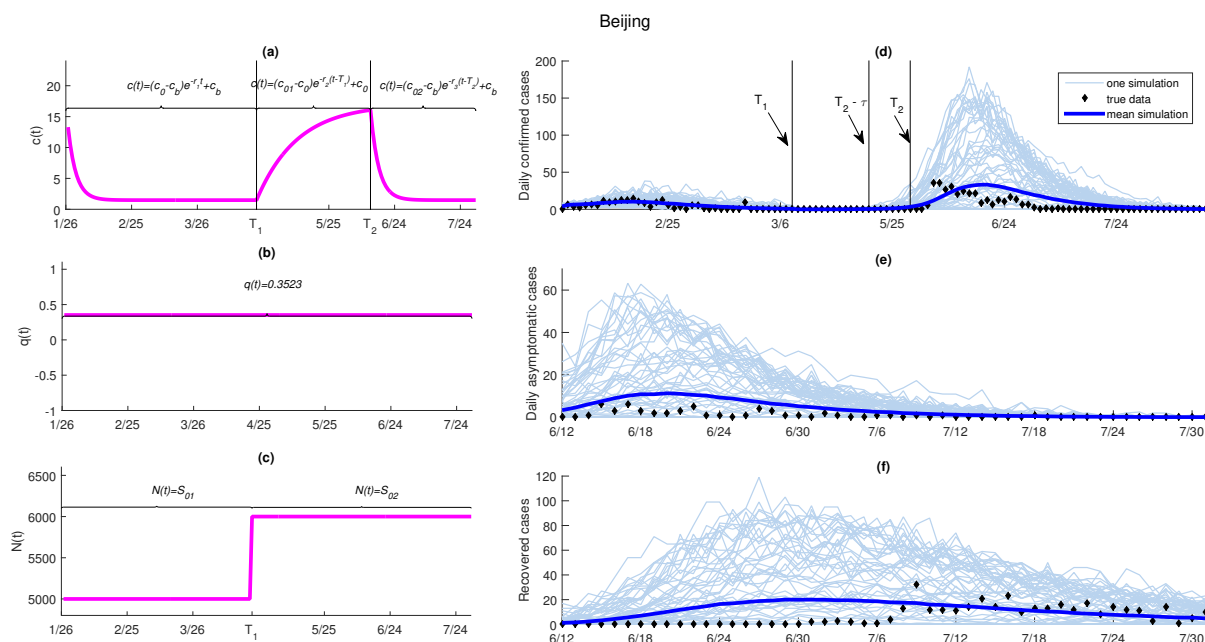 Beijing
(a)
c(t)=(c0-cb)e-r1t+cb
c(t)=(c01-c0)e-r2(t-T1)+c0
c(t)=(c02-cb)e-r3(t-T2)+cb
c(t)
20
15
10
5
0
1/26 2/25 3/26 T1 5/25 T2 6/24 7/24
(b)
q(t)=0.3523
q(t)
1
0.5
0
-0.5
-1
1/26 2/25 3/26 4/25 5/25 6/24 7/24
(c)
N(t)=S01
N(t)=S02
N(t)
6500
6000
5500
5000
1/26 2/25 3/26 T1 5/25 6/24 7/24
(d)
Daily confirmed cases
200
150
100
50
0
T1
T2 - τ
T2
one simulation
true data
mean simulation
2/25 3/6 5/25 6/24 7/24
(e)
Daily asymptomatic cases
60
40
20
0
6/12 6/18 6/24 6/30 7/6 7/12 7/18 7/24 7/30
(f)
Recovered cases
120
100
80
60
40
20
0
6/12 6/18 6/24 6/30 7/6 7/12 7/18 7/24 7/30